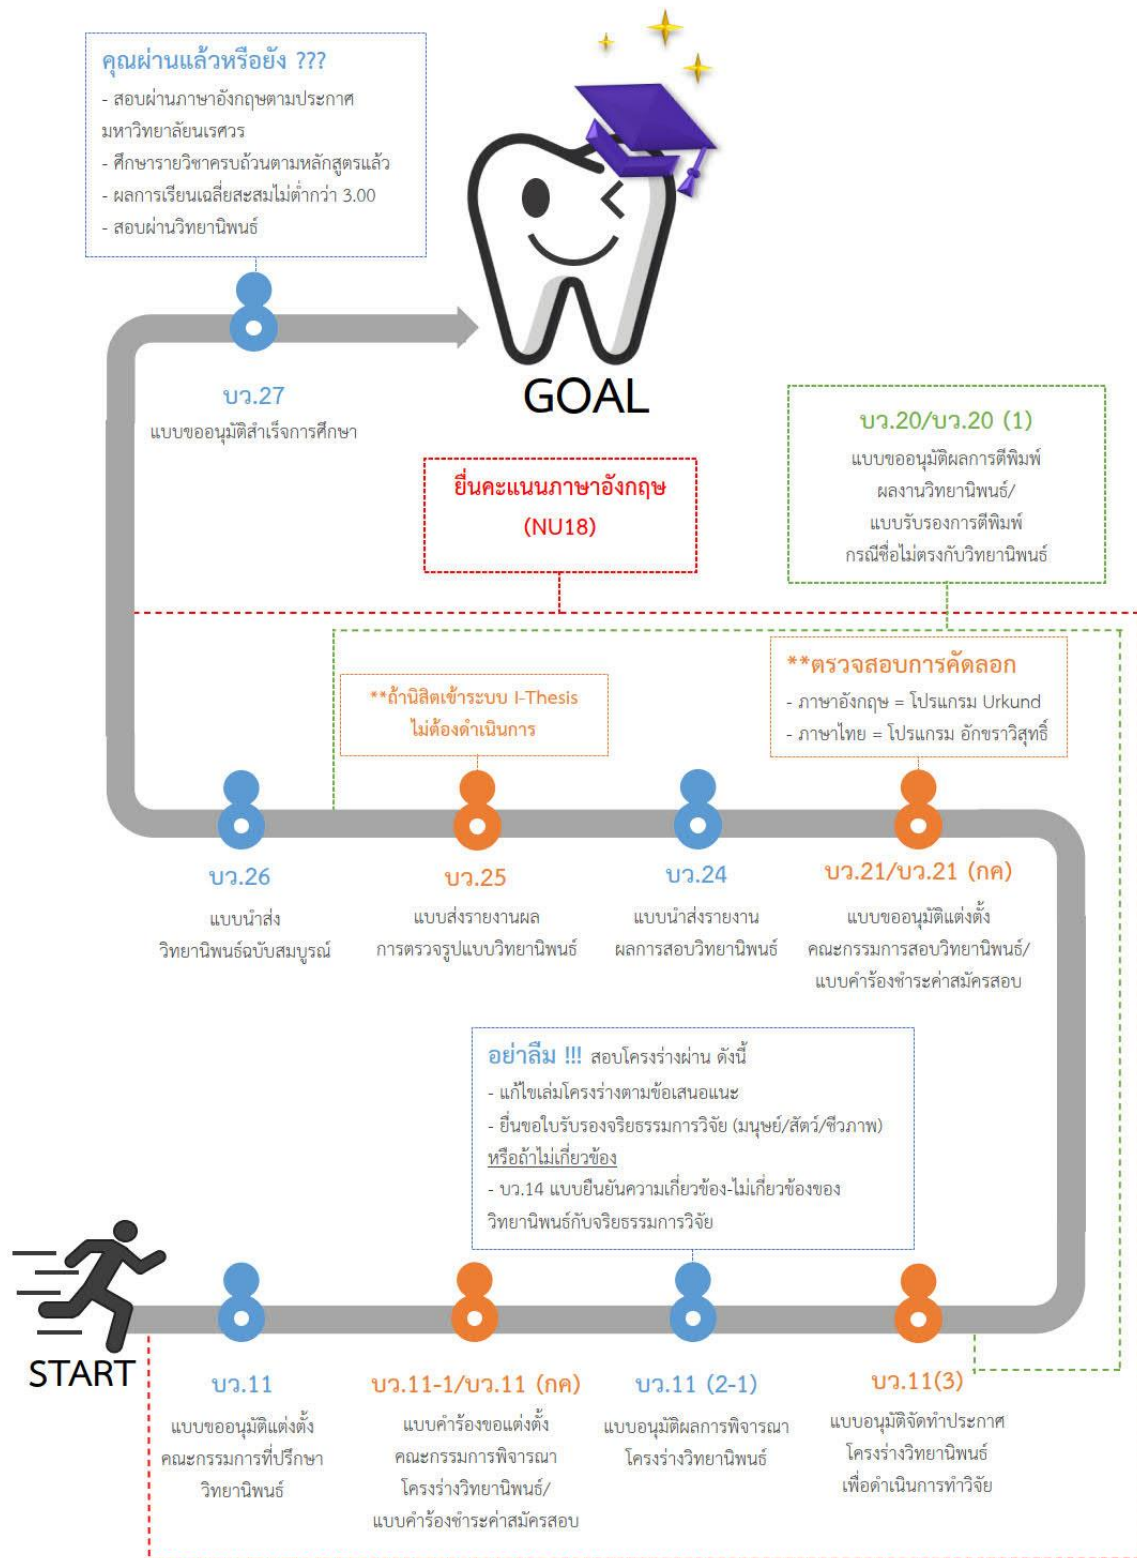 คุณผ่านแล้วหรือยัง ???
- สอบผ่านภาษาอังกฤษตามประกาศ
มหาวิทยาลัยนเรศวร
- ศึกษารายวิชาครบถ้วนตามหลักสูตรแล้ว
- ผลการเรียนเฉลี่ยสะสมไม่ต่ำกว่า 3.00
- สอบผ่านวิทยานิพนธ์
บว.27
แบบขออนุมัติสำเร็จการศึกษา
GOAL
ยื่นคะแนนภาษาอังกฤษ
(NU18)
บว.20/บว.20 (1)
แบบขออนุมัติผลการตีพิมพ์
ผลงานวิทยานิพนธ์/
แบบรับรองการตีพิมพ์
กรณีชื่อไม่ตรงกับวิทยานิพนธ์
**ถ้านิสิตเข้าระบบ I-Thesis
ไม่ต้องดำเนินการ
**ตรวจสอบการคัดลอก
- ภาษาอังกฤษ = โปรแกรม Urkund
- ภาษาไทย = โปรแกรม อักขราวิสุทธิ์
บว.26
แบบนำส่ง
วิทยานิพนธ์ฉบับสมบูรณ์
บว.25
แบบส่งรายงานผล
การตรวจรูปแบบวิทยานิพนธ์
บว.24
แบบนำส่งรายงาน
ผลการสอบวิทยานิพนธ์
บว.21/บว.21 (กค)
แบบขออนุมัติแต่งตั้ง
คณะกรรมการสอบวิทยานิพนธ์/
แบบคำร้องชำระค่าสมัครสอบ
อย่าลืม !!! สอบโครงร่างผ่าน ดังนี้
- แก้ไขเล่มโครงร่างตามข้อเสนอแนะ
- ยื่นขอใบรับรองจริยธรรมการวิจัย (มนุษย์/สัตว์/ชีวภาพ)
หรือถ้าไม่เกี่ยวข้อง
- บว.14 แบบยืนยันความเกี่ยวข้อง-ไม่เกี่ยวข้องของ
วิทยานิพนธ์กับจริยธรรมการวิจัย
START
บว.11
แบบขออนุมัติแต่งตั้ง
คณะกรรมการที่ปรึกษา
วิทยานิพนธ์
บว.11-1/บว.11 (กค)
แบบคำร้องขอแต่งตั้ง
คณะกรรมการพิจารณา
โครงร่างวิทยานิพนธ์/
แบบคำร้องชำระค่าสมัครสอบ
บว.11 (2-1)
แบบอนุมัติผลการพิจารณา
โครงร่างวิทยานิพนธ์
บว.11(3)
แบบอนุมัติจัดทำประกาศ
โครงร่างวิทยานิพนธ์
เพื่อดำเนินการทำวิจัย